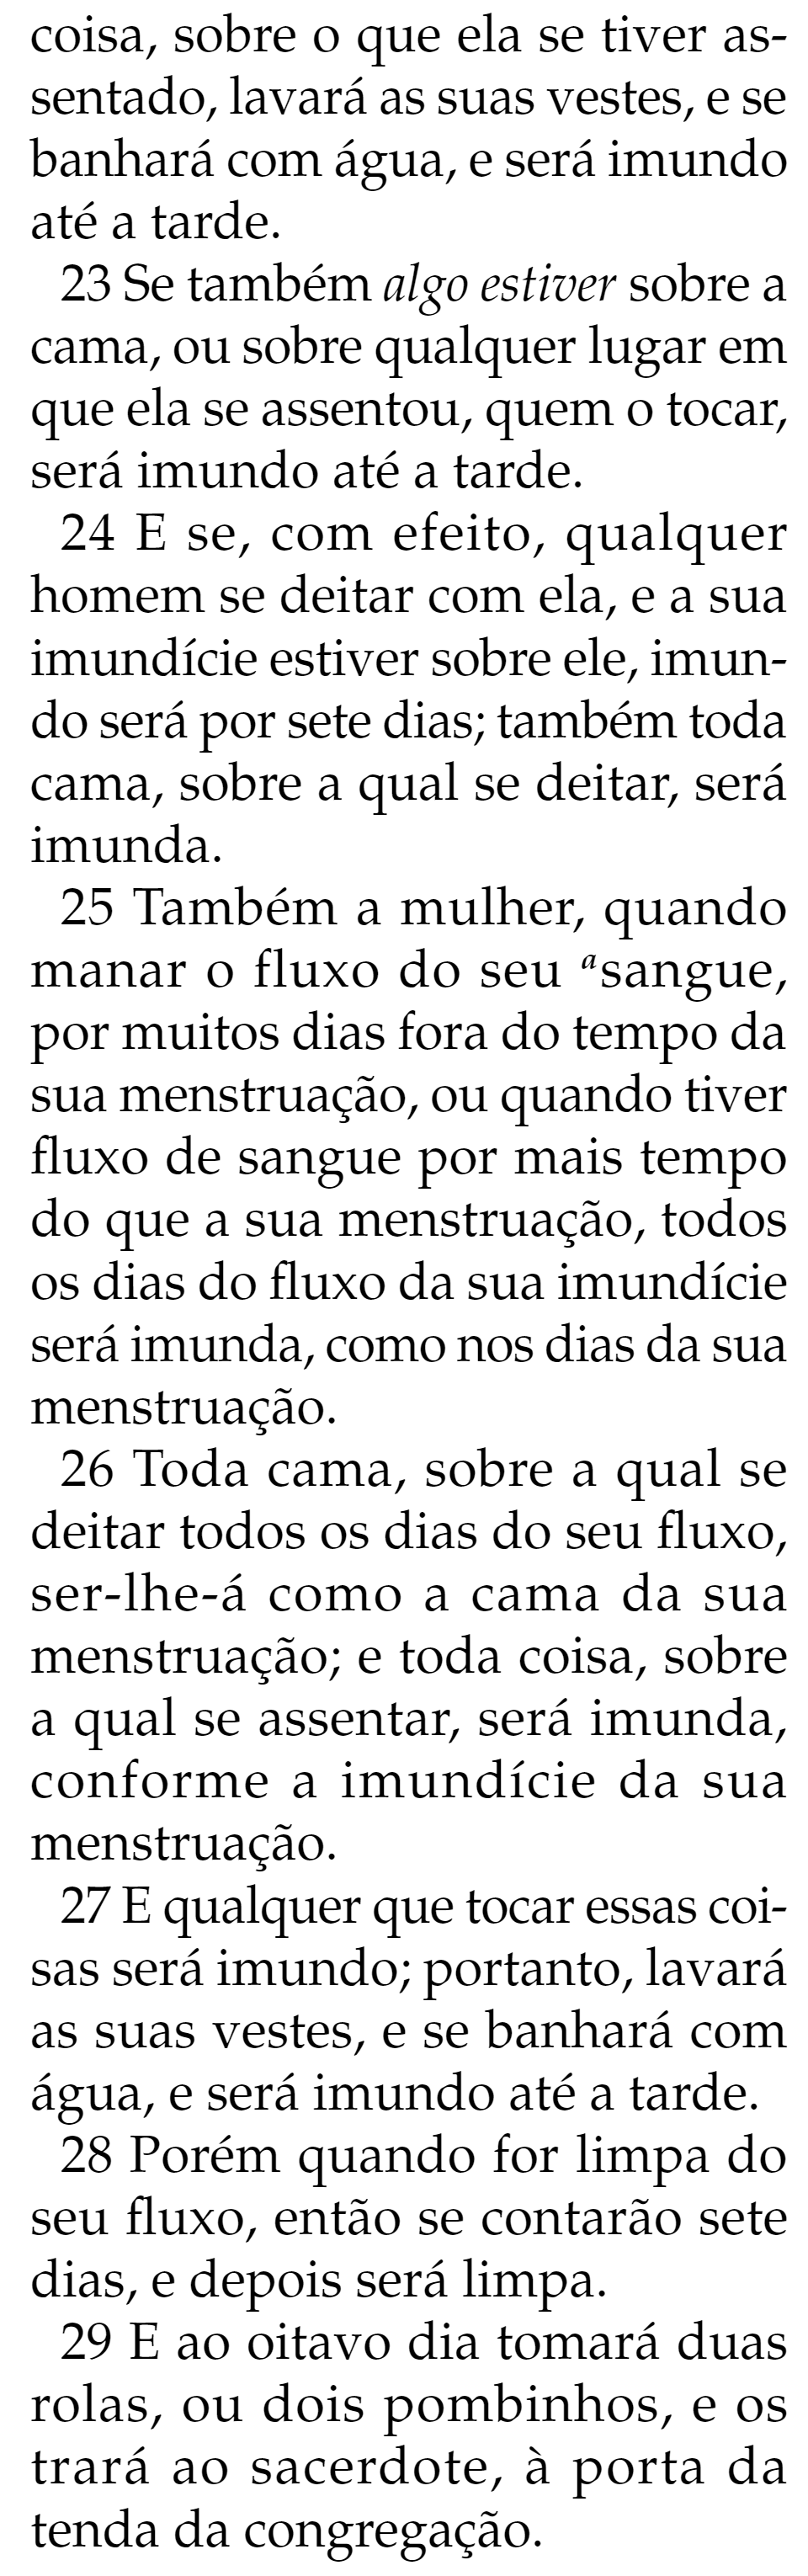 coisa, sobre o que ela se tiver as-
sentado, lavará as suas vestes, e se
banhará com água, e será imundo
até a tarde.
23 Se também algo estiver sobre a
cama, ou sobre qualquer lugar em
que ela se assentou, quem o tocar,
será imundo até a tarde.
24 E se, com efeito, qualquer
homem se deitar com ela, e a sua
imundície estiver sobre ele, imun-
do será por sete dias; também toda
cama, sobre a qual se deitar, será
imunda.
25 Também a mulher, quando
manar o fluxo do seu ᵃsangue,
por muitos dias fora do tempo da
sua menstruação, ou quando tiver
fluxo de sangue por mais tempo
do que a sua menstruação, todos
os dias do fluxo da sua imundície
será imunda, como nos dias da sua
menstruação.
26 Toda cama, sobre a qual se
deitar todos os dias do seu fluxo,
ser-lhe-á como a cama da sua
menstruação; e toda coisa, sobre
a qual se assentar, será imunda,
conforme a imundície da sua
menstruação.
27 E qualquer que tocar essas coi-
sas será imundo; portanto, lavará
as suas vestes, e se banhará com
água, e será imundo até a tarde.
28 Porém quando for limpa do
seu fluxo, então se contarão sete
dias, e depois será limpa.
29 E ao oitavo dia tomará duas
rolas, ou dois pombinhos, e os
trará ao sacerdote, à porta da
tenda da congregação.